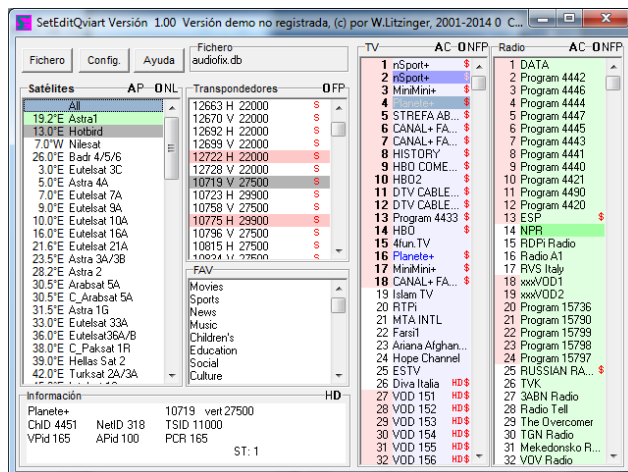 SetEditQviart Versión 1.00 Versión demo no registrada, (c) por W.Litzinger, 2001-2014 0 C...
Fichero Config. Ayuda
Fichero
audiofix.db
Satélites AP ONL
All
19.2°E Astra1
13.0°E Hotbird
7.0°W Nilesat
26.0°E Badr 4/5/6
3.0°E Eutelsat 3C
5.0°E Astra 4A
7.0°E Eutelsat 7A
9.0°E Eutelsat 9A
10.0°E Eutelsat 10A
16.0°E Eutelsat 16A
21.6°E Eutelsat 21A
23.5°E Astra 3A/3B
28.2°E Astra 2
30.5°E Arabsat 5A
30.5°E C_Arabsat 5A
31.5°E Astra 1G
33.0°E Eutelsat 33A
36.0°E Eutelsat36A/B
38.0°E C_Paksat 1R
39.0°E Hellas Sat 2
42.0°E Turksat 2A/3A
Transpondedores OFP
12663 H 22000 S
12670 V 22000 S
12692 H 22000 S
12699 V 22000 S
12722 H 22000 S
12728 V 22000 S
10719 V 27500 S
10723 H 29900 S
10758 V 27500 S
10775 H 29900 S
10796 V 27500 S
10815 H 27500 S
10834 V 27500 S
FAV
Movies
Sports
News
Music
Children's
Education
Social
Culture
Información HD
Planete+ 10719 vert 27500
ChID 4451 NetID 318 TSID 11000
VPid 165 APid 100 PCR 165
ST: 1
TV AC ONFP
1 nSport+ $
2 nSport+ $
3 MiniMini+ $
4 Planete+ $
5 STREFA AB... $
6 CANAL+ FA... $
7 CANAL+ FA... $
8 HISTORY $
9 HBO COME... $
10 HBO2 $
11 DTV CABLE... $
12 DTV CABLE... $
13 Program 4433 $
14 HBO $
15 4fun.TV
16 Planete+ $
17 MiniMini+ $
18 CANAL+ FA... $
19 Islam TV
20 RTPi
21 MTA INTL
22 Farsi1
23 Ariana Afghan...
24 Hope Channel
25 ESTV
26 Diva Italia HD$
27 VOD 151 HD$
28 VOD 152 HD$
29 VOD 153 HD$
30 VOD 154 HD$
31 VOD 155 HD$
32 VOD 156 HD$
Radio AC ONFP
1 DATA
2 Program 4442
3 Program 4446
4 Program 4444
5 Program 4447
6 Program 4445
7 Program 4443
8 Program 4441
9 Program 4440
10 Program 4421
11 Program 4490
12 Program 4420
13 ESP $
14 NPR
15 RDPi Radio
16 Radio A1
17 RVS Italy
18 xxxVOD1
19 xxxVOD2
20 Program 15736
21 Program 15790
22 Program 15799
23 Program 15798
24 Program 15797
25 RUSSIAN RA... $
26 TVK
27 3ABN Radio
28 Radio Tell
29 The Overcomer
30 TGN Radio
31 Mekedonsko R...
32 VOV Radio